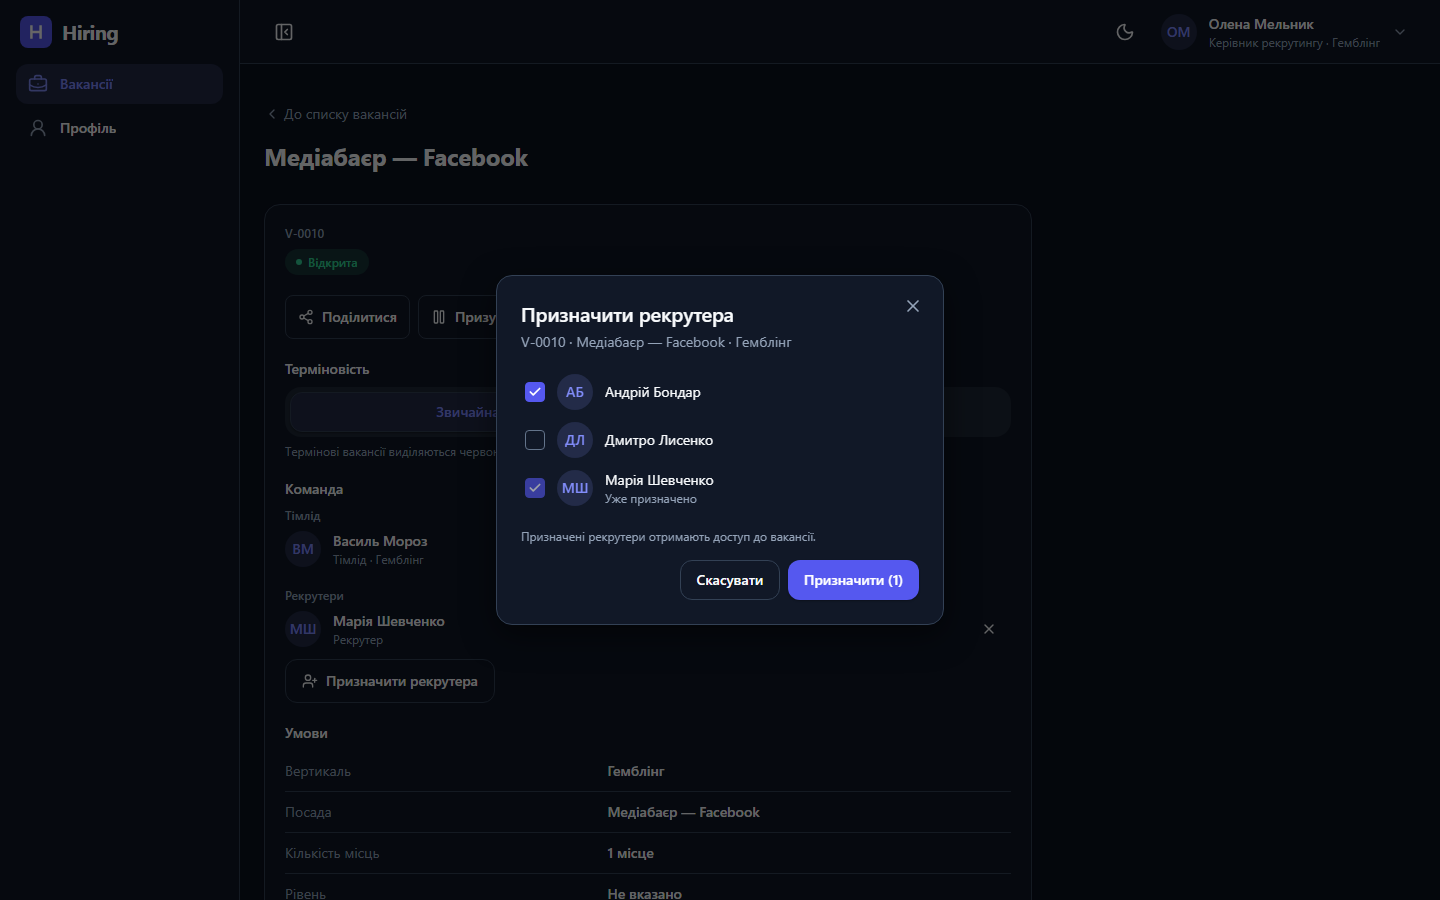 H Hiring
Вакансії
Профіль
ОМ
Олена Мельник
Керівник рекрутингу · Гемблінг
До списку вакансій
Медіабаєр — Facebook
V-0010
Відкрита
Поділитися
Призу
Терміновість
Звичайна
Термінові вакансії виділяються черво
Команда
Тімлід
ВМ
Василь Мороз
Тімлід · Гемблінг
Рекрутери
МШ
Марія Шевченко
Рекрутер
Призначити рекрутера
Умови
Вертикаль Гемблінг
Посада Медіабаєр — Facebook
Кількість місць 1 місце
Рівень Не вказано
Призначити рекрутера
V-0010 · Медіабаєр — Facebook · Гемблінг
АБ Андрій Бондар
ДЛ Дмитро Лисенко
МШ Марія Шевченко
Уже призначено
Призначені рекрутери отримають доступ до вакансії.
Скасувати
Призначити (1)